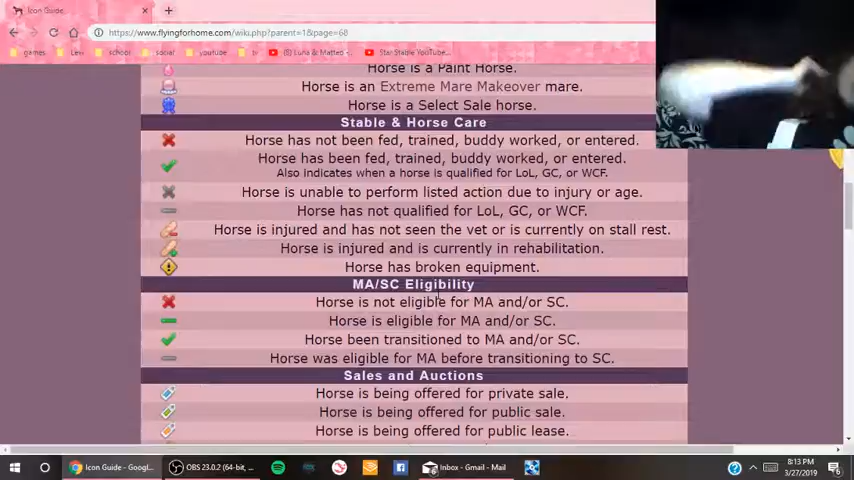 Icon Guide
https://www.flyingforhome.com/wiki.php?parent=1&page=68
games
school
social
youtube
(5) Luna & Matteo
Star Stable YouTube...
Horse is a Paint Horse.
Horse is an Extreme Mare Makeover mare.
Horse is a Select Sale horse.
Stable & Horse Care
Horse has not been fed, trained, buddy worked, or entered.
Horse has been fed, trained, buddy worked, or entered.
Also indicates when a horse is qualified for LoL, GC, or WCF.
Horse is unable to perform listed action due to injury or age.
Horse has not qualified for LoL, GC, or WCF.
Horse is injured and has not seen the vet or is currently on stall rest.
Horse is injured and is currently in rehabilitation.
Horse has broken equipment.
MA/SC Eligibility
Horse is not eligible for MA and/or SC.
Horse is eligible for MA and/or SC.
Horse been transitioned to MA and/or SC.
Horse was eligible for MA before transitioning to SC.
Sales and Auctions
Horse is being offered for private sale.
Horse is being offered for public sale.
Horse is being offered for public lease.
Icon Guide - Googl...
OBS 23.0.2 (64-bit, ...
Inbox - Gmail - Mail
8:13 PM
3/27/2019